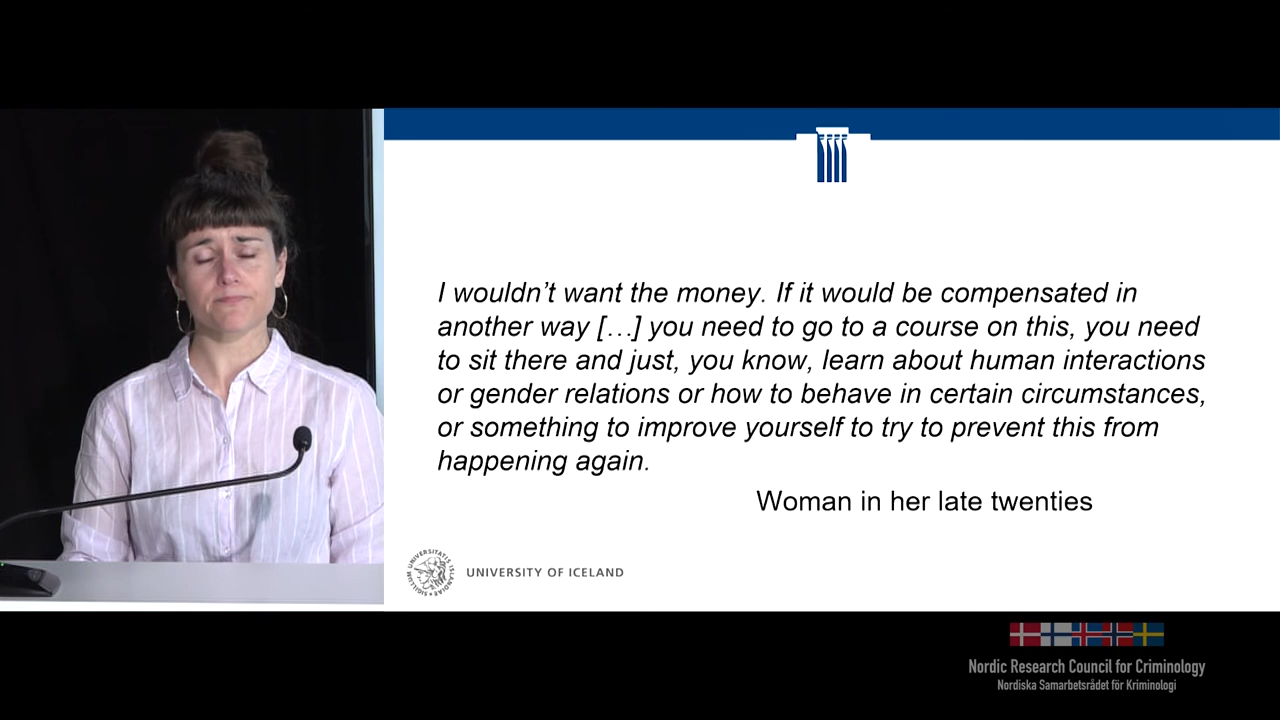 I wouldn’t want the money. If it would be compensated in
another way […] you need to go to a course on this, you need
to sit there and just, you know, learn about human interactions
or gender relations or how to behave in certain circumstances,
or something to improve yourself to try to prevent this from
happening again.
Woman in her late twenties
SIGILLUM UNIVERSITATIS ISLANDIAE
UNIVERSITY OF ICELAND
Nordic Research Council for Criminology
Nordiska Samarbetsrådet för Kriminologi